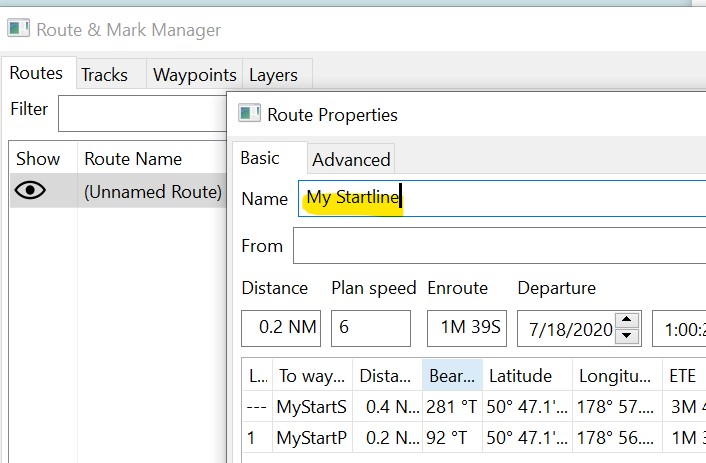 Route & Mark Manager
Routes Tracks Waypoints Layers
Filter
Show Route Name
(Unnamed Route)
Route Properties
Basic Advanced
Name My Startline
From
Distance Plan speed Enroute Departure
0.2 NM 6 1M 39S 7/18/2020 1:00:
L... To way... Dista... Bear... Latitude Longitu... ETE
--- MyStartS 0.4 N... 281 °T 50° 47.1'... 178° 57.... 3M 4
1 MyStartP 0.2 N... 92 °T 50° 47.1'... 178° 56.... 1M 3